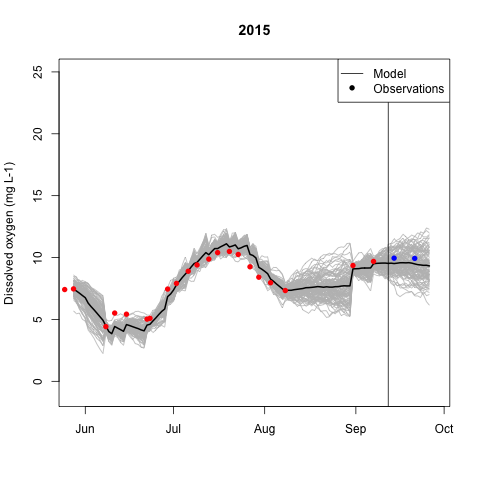 2015
Model
Observations
Dissolved oxygen (mg L-1)
25
20
15
10
5
0
Jun
Jul
Aug
Sep
Oct